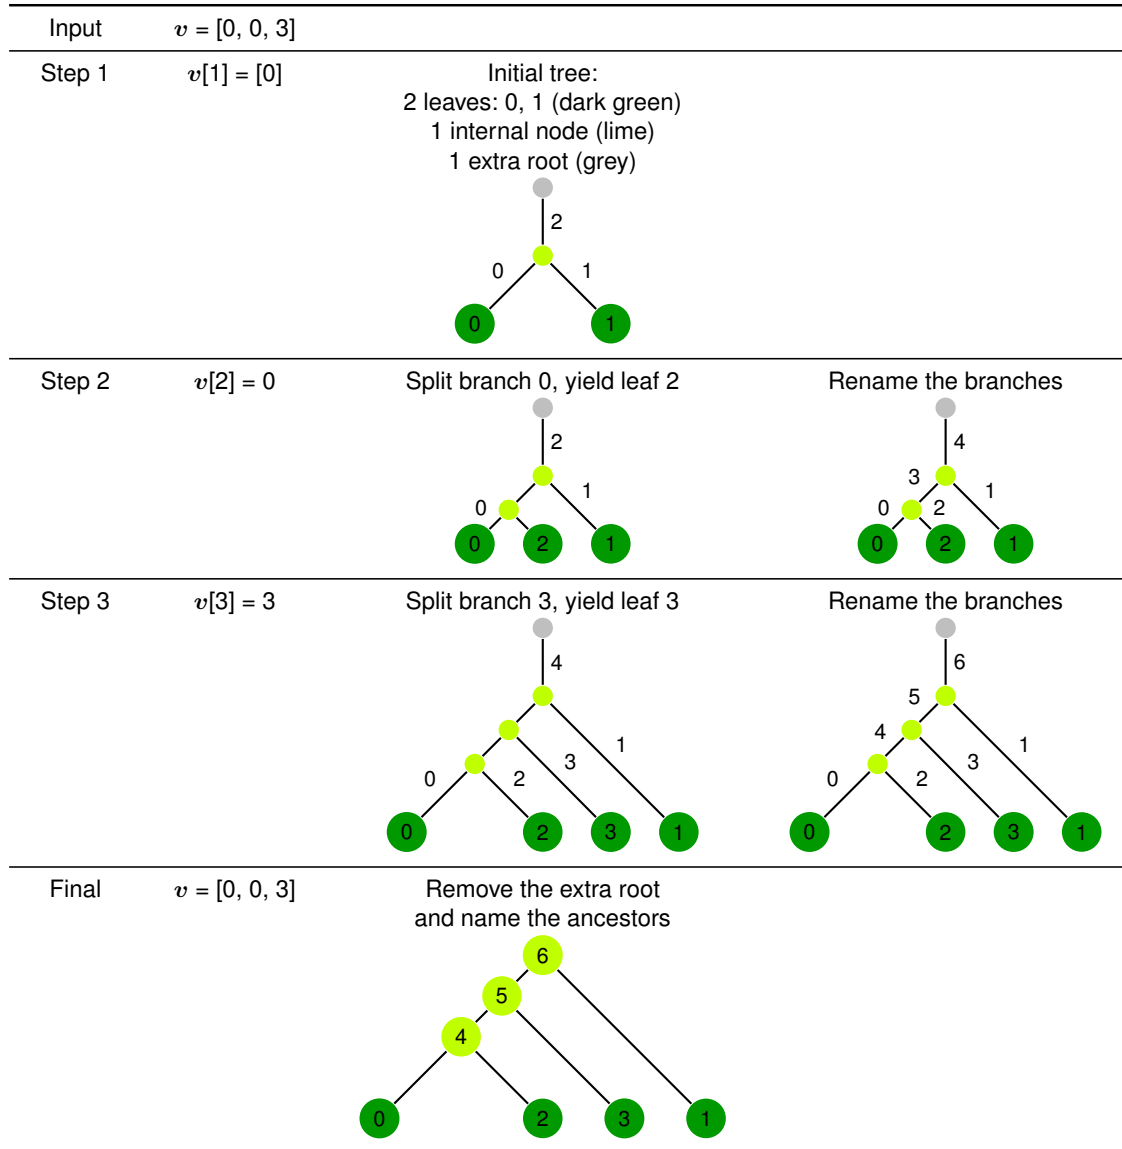 Input v = [0, 0, 3]
Step 1 v[1] = [0] Initial tree:
2 leaves: 0, 1 (dark green)
1 internal node (lime)
1 extra root (grey)
2
0 1
0 1
Step 2 v[2] = 0 Split branch 0, yield leaf 2 Rename the branches
2 4
1 3 1
0 0 2
0 2 1 0 2 1
Step 3 v[3] = 3 Split branch 3, yield leaf 3 Rename the branches
4 6
5
1 4 1
0 2 3 0 2 3
0 2 3 1 0 2 3 1
Final v = [0, 0, 3] Remove the extra root
and name the ancestors
6
5
4
0 2 3 1